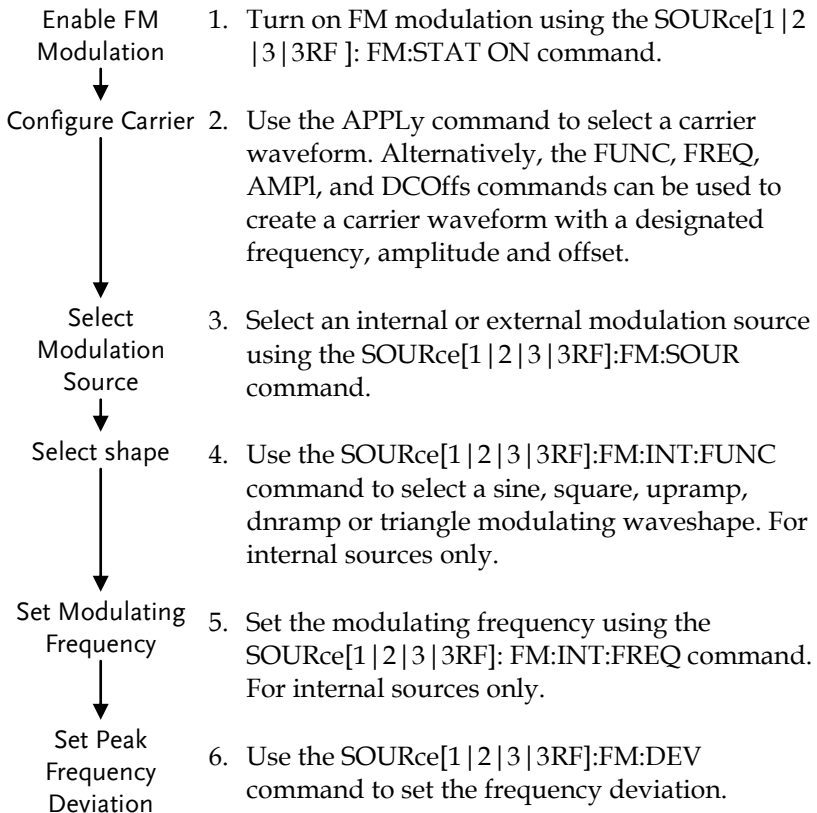 Enable FM
Modulation
1. Turn on FM modulation using the SOURce[1|2
|3|3RF ]: FM:STAT ON command.
Configure Carrier
2. Use the APPLy command to select a carrier
waveform. Alternatively, the FUNC, FREQ,
AMPl, and DCOffs commands can be used to
create a carrier waveform with a designated
frequency, amplitude and offset.
Select
Modulation
Source
3. Select an internal or external modulation source
using the SOURce[1|2|3|3RF]:FM:SOUR
command.
Select shape
4. Use the SOURce[1|2|3|3RF]:FM:INT:FUNC
command to select a sine, square, upramp,
dnramp or triangle modulating waveshape. For
internal sources only.
Set Modulating
Frequency
5. Set the modulating frequency using the
SOURce[1|2|3|3RF]: FM:INT:FREQ command.
For internal sources only.
Set Peak
Frequency
Deviation
6. Use the SOURce[1|2|3|3RF]:FM:DEV
command to set the frequency deviation.